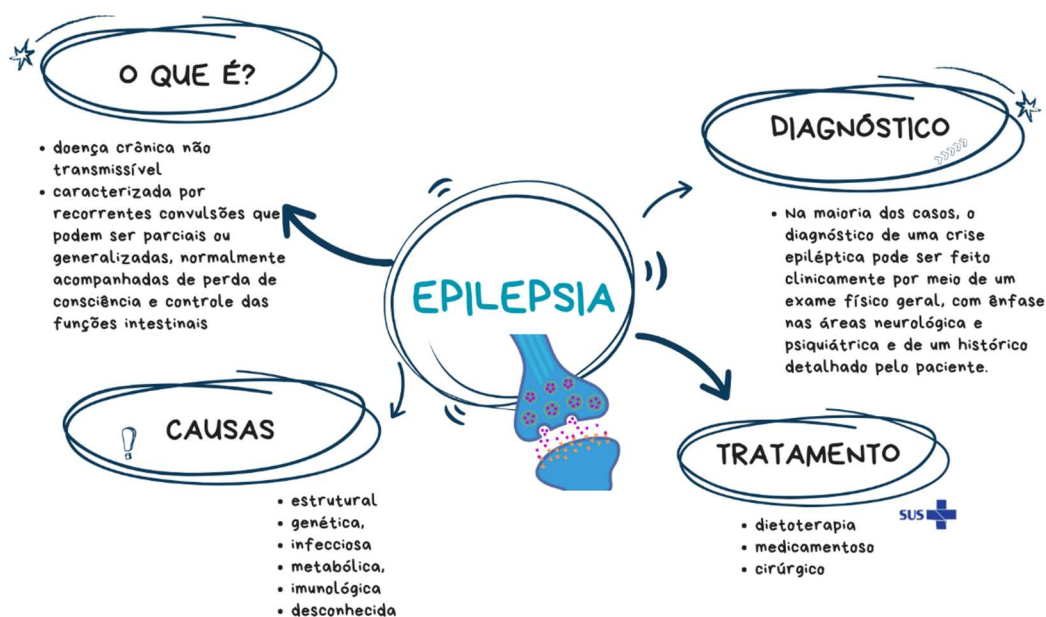 O QUE É?
• doença crônica não
transmissível
• caracterizada por
recorrentes convulsões que
podem ser parciais ou
generalizadas, normalmente
acompanhadas de perda de
consciência e controle das
funções intestinais
DIAGNÓSTICO
• Na maioria dos casos, o
diagnóstico de uma crise
epiléptica pode ser feito
clinicamente por meio de um
exame físico geral, com ênfase
nas áreas neurológica e
psiquiátrica e de um histórico
detalhado pelo paciente.
EPILEPSIA
CAUSAS
• estrutural
• genética,
• infecciosa
• metabólica,
• imunológica
• desconhecida
TRATAMENTO
SUS
• dietoterapia
• medicamentoso
• cirúrgico